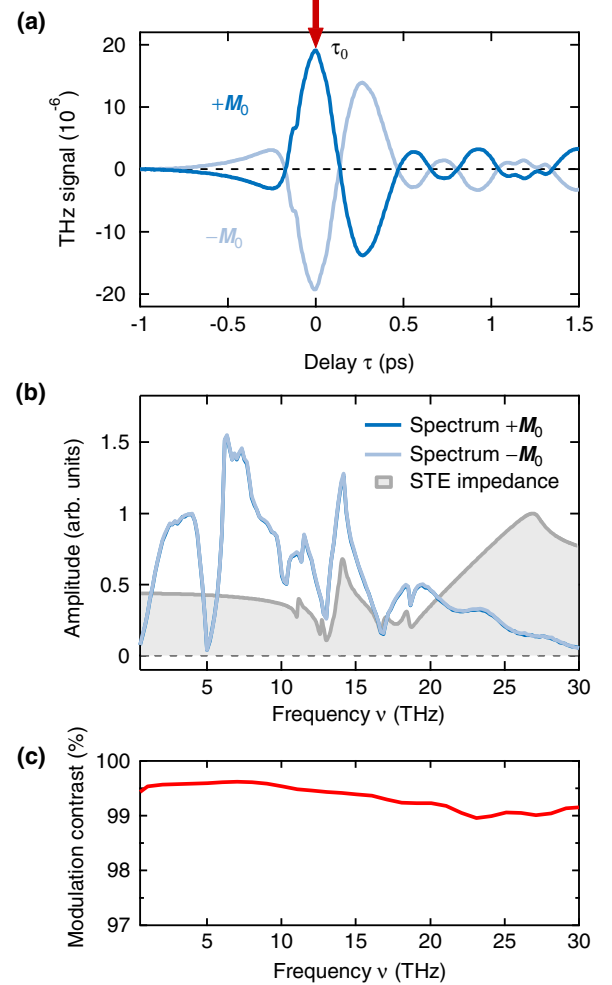 (a)
THz signal (10⁻⁶)
20
10
0
-10
-20
τ₀
+M₀
−M₀
-1
-0.5
0
0.5
1
1.5
Delay τ (ps)
(b)
Amplitude (arb. units)
1.5
1
0.5
0
Spectrum +M₀
Spectrum −M₀
STE impedance
5
10
15
20
25
30
Frequency ν (THz)
(c)
Modulation contrast (%)
100
99
98
97
5
10
15
20
25
30
Frequency ν (THz)